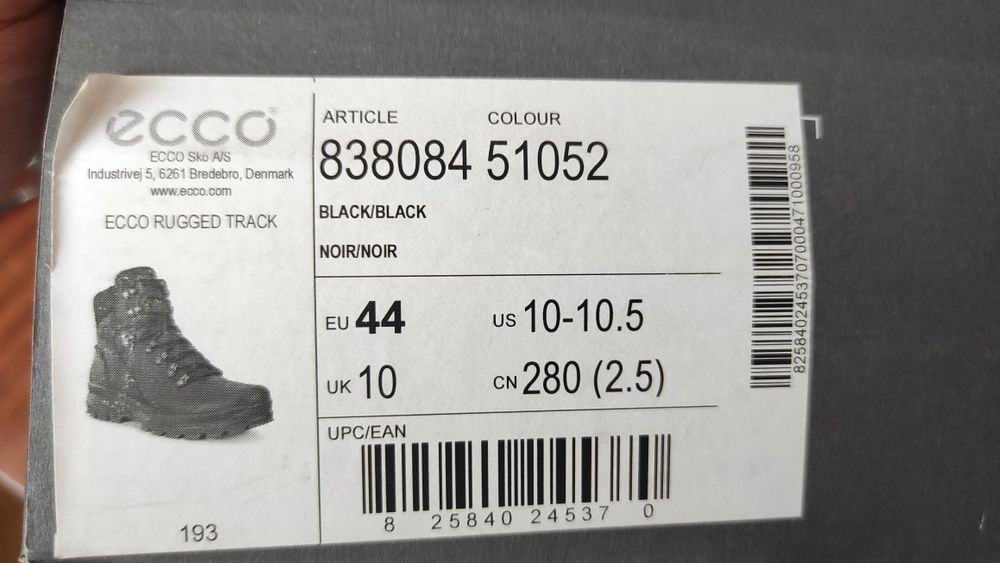 ecco
ECCO Sko A/S
Industrivej 5, 6261 Bredebro, Denmark
www.ecco.com
ECCO RUGGED TRACK
193
ARTICLE COLOUR
838084 51052
BLACK/BLACK
NOIR/NOIR
EU 44 US 10-10.5
UK 10 CN 280 (2.5)
UPC/EAN
8 25840 24537 0
825840245370700047100958